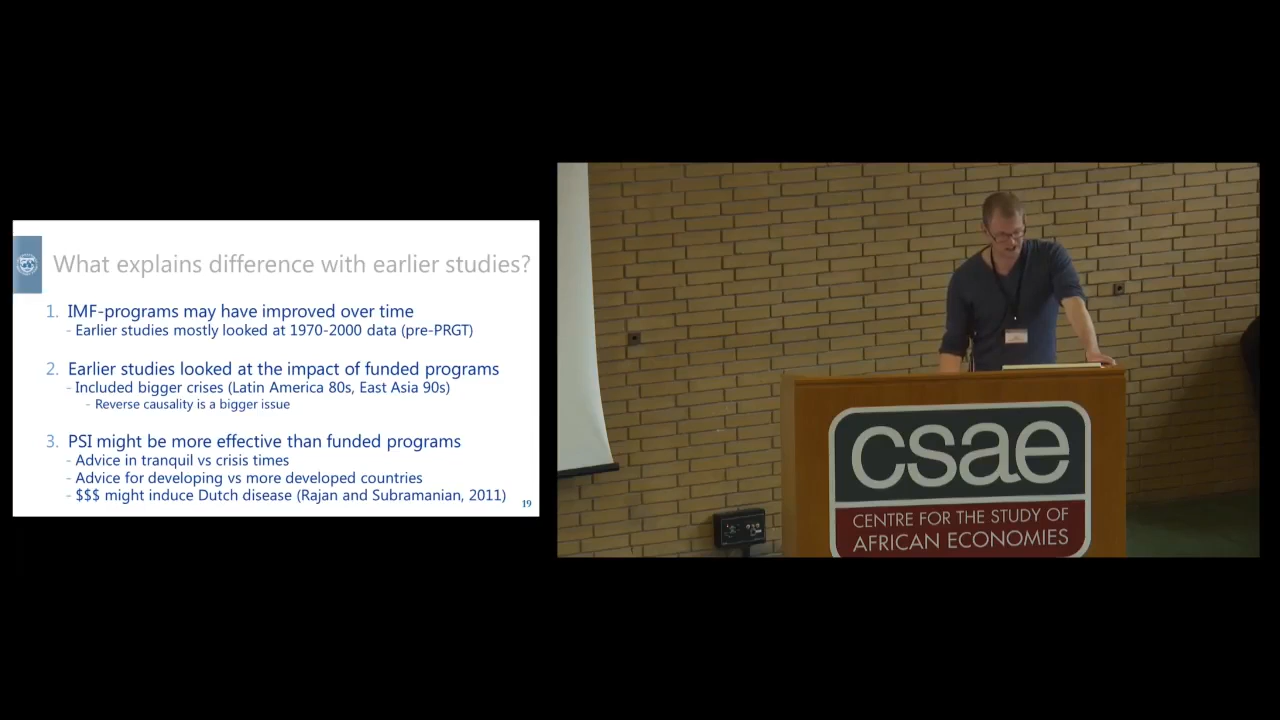 What explains difference with earlier studies?
1. IMF-programs may have improved over time
- Earlier studies mostly looked at 1970-2000 data (pre-PRGT)
2. Earlier studies looked at the impact of funded programs
- Included bigger crises (Latin America 80s, East Asia 90s)
- Reverse causality is a bigger issue
3. PSI might be more effective than funded programs
- Advice in tranquil vs crisis times
- Advice for developing vs more developed countries
- $$$ might induce Dutch disease (Rajan and Subramanian, 2011)
19
csae
CENTRE FOR THE STUDY OF
AFRICAN ECONOMIES